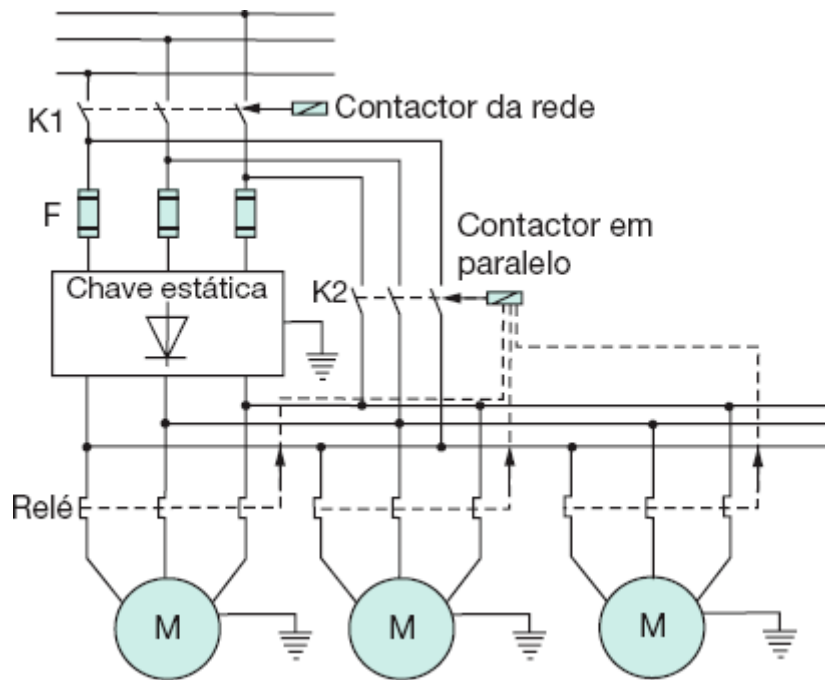 Contactor da rede
K1
F
Contactor em
paralelo
Chave estática
K2
Relé
M
M
M